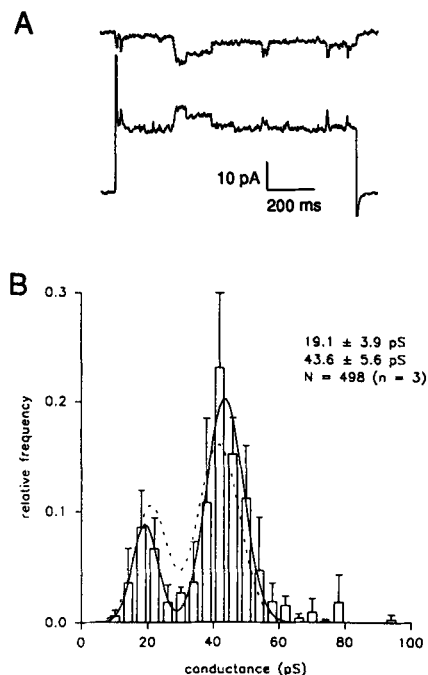 A
10 pA
200 ms
B
0.3
0.2
0.1
0.0
relative frequency
19.1 ± 3.9 pS
43.6 ± 5.6 pS
N = 498 (n = 3)
0
20
40
60
80
100
conductance (pS)